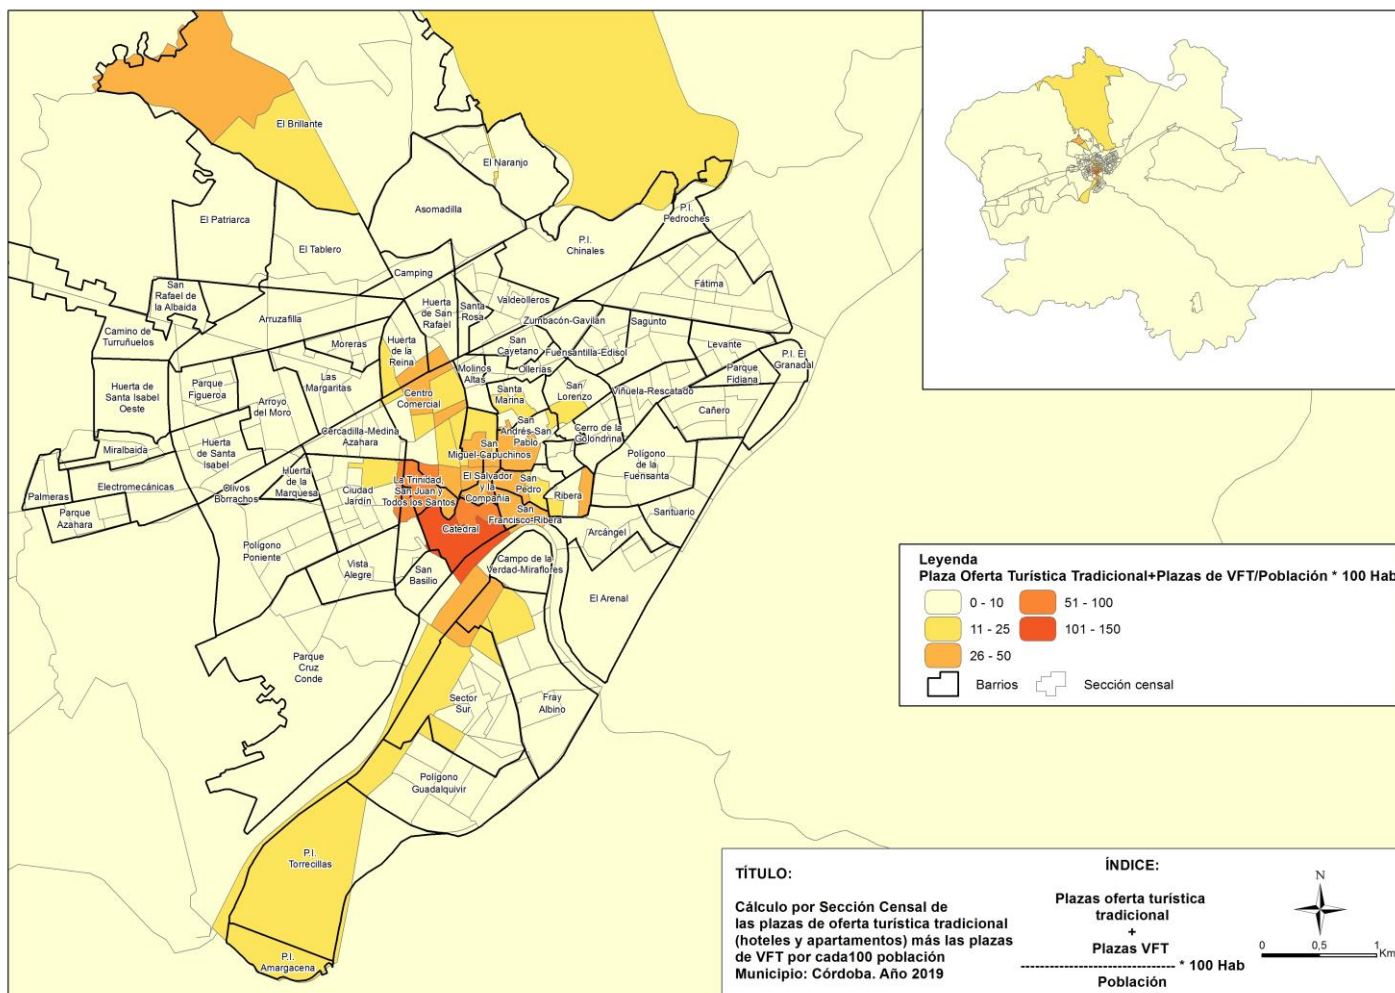 El Brillante
El Naranjo
El Patriarca
Asomadilla
P.I.
Pedroches
El Tablero
P.I.
Chinales
Camping
San
Rafael de
la Albaida
Fátima
Valdeolleros
Huerta
de San
Rafael
Santa
Rosa
Arruzafilla
Zumbacón-Gavilán
Sagunto
Camino de
Turruñuelos
Moreras
Huerta
de la
Reina
San
Cayetano
Fuensantilla-Edisol
Levante
P.I. El
Granadal
Molinos
Altas
Ollerías
Parque
Fidiana
Huerta de
Santa Isabel
Oeste
Parque
Figueroa
Las
Margaritas
Centro
Comercial
Santa
Marina
San
Lorenzo
Viñuela-Rescatado
Arroyo
del Moro
Cañero
San
Andrés-San
Pablo
Cerro de la
Golondrina
Cercadilla-Medina
Azahara
Miralbaida
Huerta
de Santa
Isabel
San
Miguel-Capuchinos
Polígono
de la
Fuensanta
Palmeras
Electromecánicas
Olivos
Borrachos
Huerta
de la
Marquesa
Ciudad
Jardín
La Trinidad,
San Juan y
Todos los Santos
El Salvador
y la
Compañía
San
Pedro
Ribera
Parque
Azahara
Santuario
San
Francisco-Ribera
Catedral
Arcángel
Polígono
Poniente
Vista
Alegre
San
Basilio
Campo de la
Verdad-Miraflores
El Arenal
Parque
Cruz
Conde
Sector
Sur
Fray
Albino
Polígono
Guadalquivir
P.I.
Torrecillas
P.I.
Amargacena
Leyenda
Plaza Oferta Turística Tradicional+Plazas de VFT/Población * 100 Hab
0 - 10
51 - 100
11 - 25
101 - 150
26 - 50
Barrios
Sección censal
TÍTULO:
Cálculo por Sección Censal de
las plazas de oferta turística tradicional
(hoteles y apartamentos) más las plazas
de VFT por cada100 población
Municipio: Córdoba. Año 2019
ÍNDICE:
Plazas oferta turística
tradicional
+
Plazas VFT
------------------------------- * 100 Hab
Población
N
0 0,5 1
Km